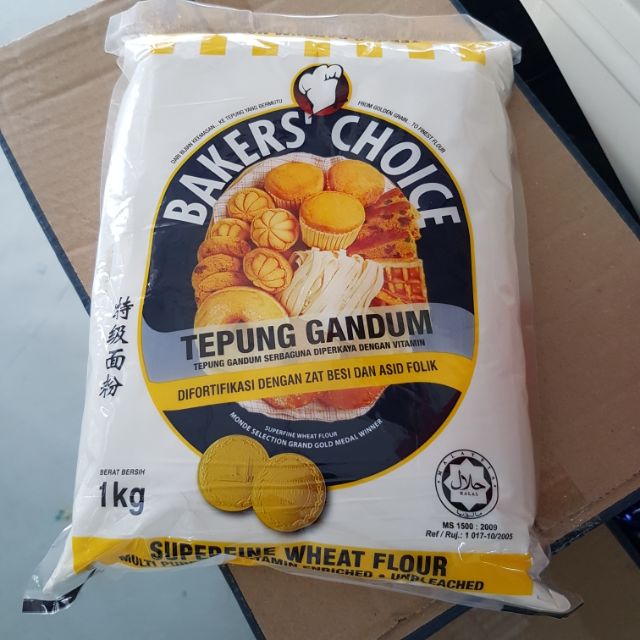 DARI BIJIAN KEEMASAN... KE TEPUNG YANG BERMUTU
FROM GOLDEN GRAIN... TO FINEST FLOUR
BAKERS' CHOICE
TEPUNG GANDUM
TEPUNG GANDUM SERBAGUNA DIPERKAYA DENGAN VITAMIN
DIFORTIFIKASI DENGAN ZAT BESI DAN ASID FOLIK
SUPERFINE WHEAT FLOUR
MONDE SELECTION GRAND GOLD MEDAL WINNER
特级面粉
BERAT BERSIH
1kg
MALAYSIA
حلال
HALAL
MS 1500 : 2009
Ref / Ruj.: 1 017-10/2005
SUPERFINE WHEAT FLOUR
MULTI ENRICHED • UNBLEACHED